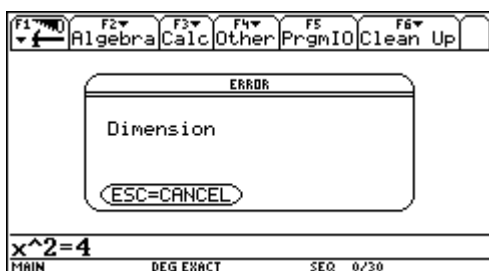 F1 F2 F3 F4 F5 F6
Algebra Calc Other PrgmIO Clean Up
ERROR
Dimension
ESC=CANCEL
x^2=4
MAIN DEG EXACT SEQ 0/30